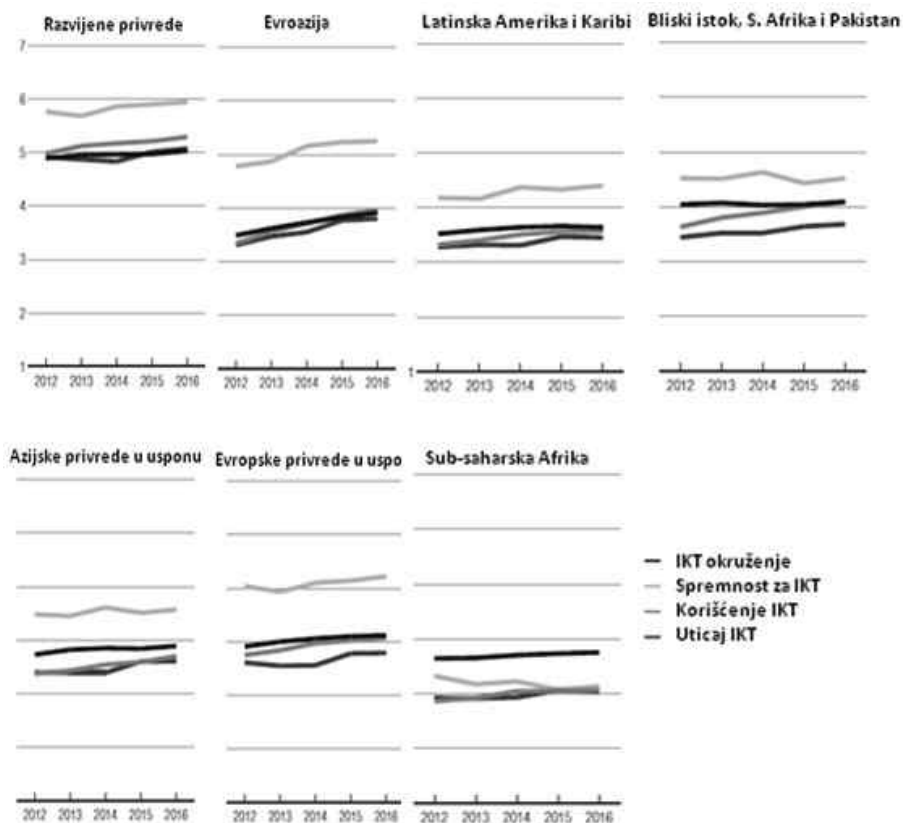 Razvijene privrede
Evroazija
Latinska Amerika i Karibi
Bliski istok, S. Afrika i Pakistan
7
6
5
4
3
2
1
1
2012 2013 2014 2015 2016
2012 2013 2014 2015 2016
2012 2013 2014 2015 2016
2012 2013 2014 2015 2016
Azijske privrede u usponu
Evropske privrede u uspo
Sub-saharska Afrika
IKT okruženje
Spremnost za IKT
Korišćenje IKT
Uticaj IKT
2012 2013 2014 2015 2016
2012 2013 2014 2015 2016
2012 2013 2014 2015 2016